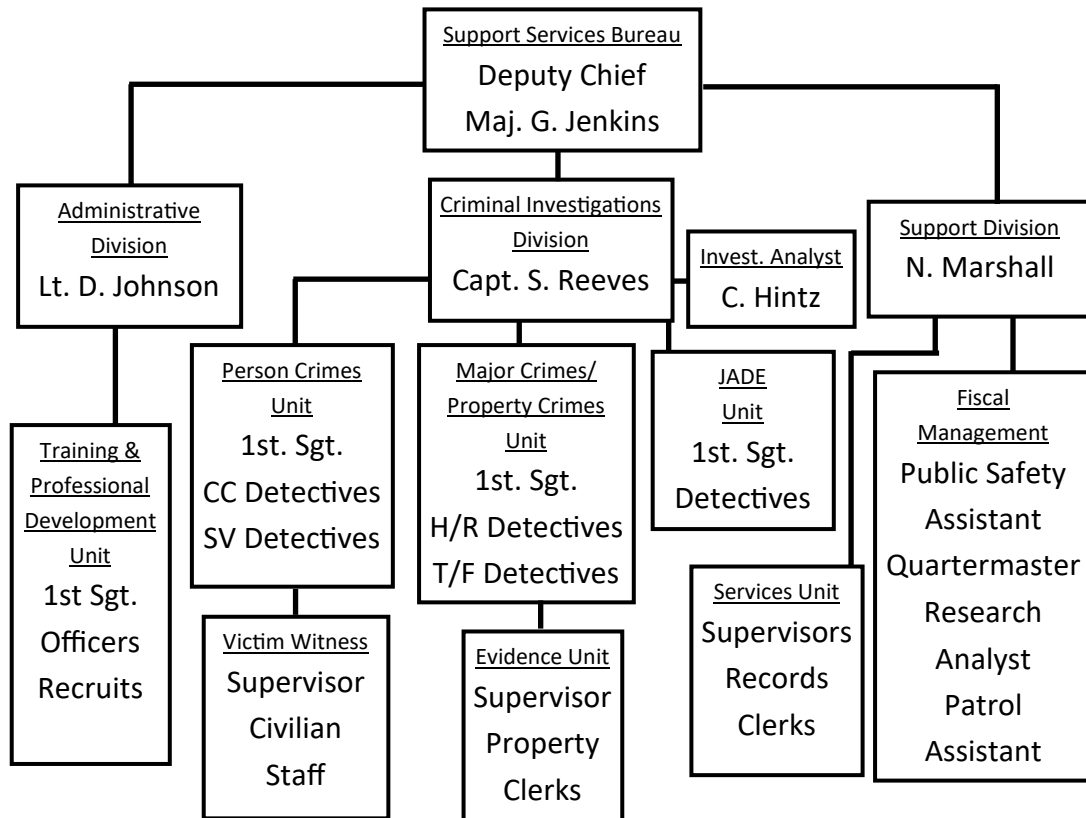 Support Services Bureau
Deputy Chief
Maj. G. Jenkins
Administrative
Division
Lt. D. Johnson
Criminal Investigations
Division
Capt. S. Reeves
Invest. Analyst
C. Hintz
Support Division
N. Marshall
Training &
Professional
Development
Unit
1st Sgt.
Officers
Recruits
Person Crimes
Unit
1st. Sgt.
CC Detectives
SV Detectives
Major Crimes/
Property Crimes
Unit
1st. Sgt.
H/R Detectives
T/F Detectives
JADE
Unit
1st. Sgt.
Detectives
Fiscal
Management
Public Safety
Assistant
Quartermaster
Research
Analyst
Patrol
Assistant
Victim Witness
Supervisor
Civilian
Staff
Evidence Unit
Supervisor
Property
Clerks
Services Unit
Supervisors
Records
Clerks